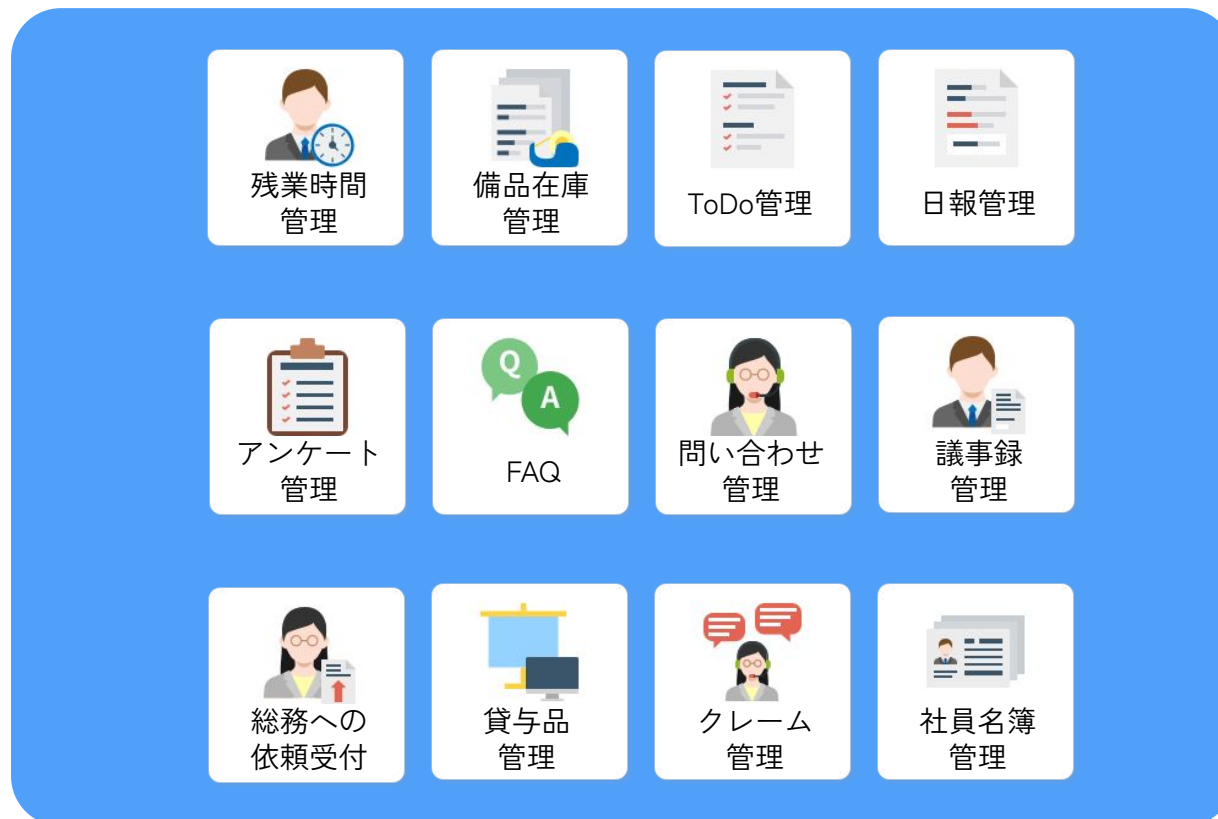 残業時間
管理
備品在庫
管理
ToDo管理
日報管理
アンケート
管理
Q
A
FAQ
問い合わせ
管理
議事録
管理
総務への
依頼受付
貸与品
管理
クレーム
管理
社員名簿
管理